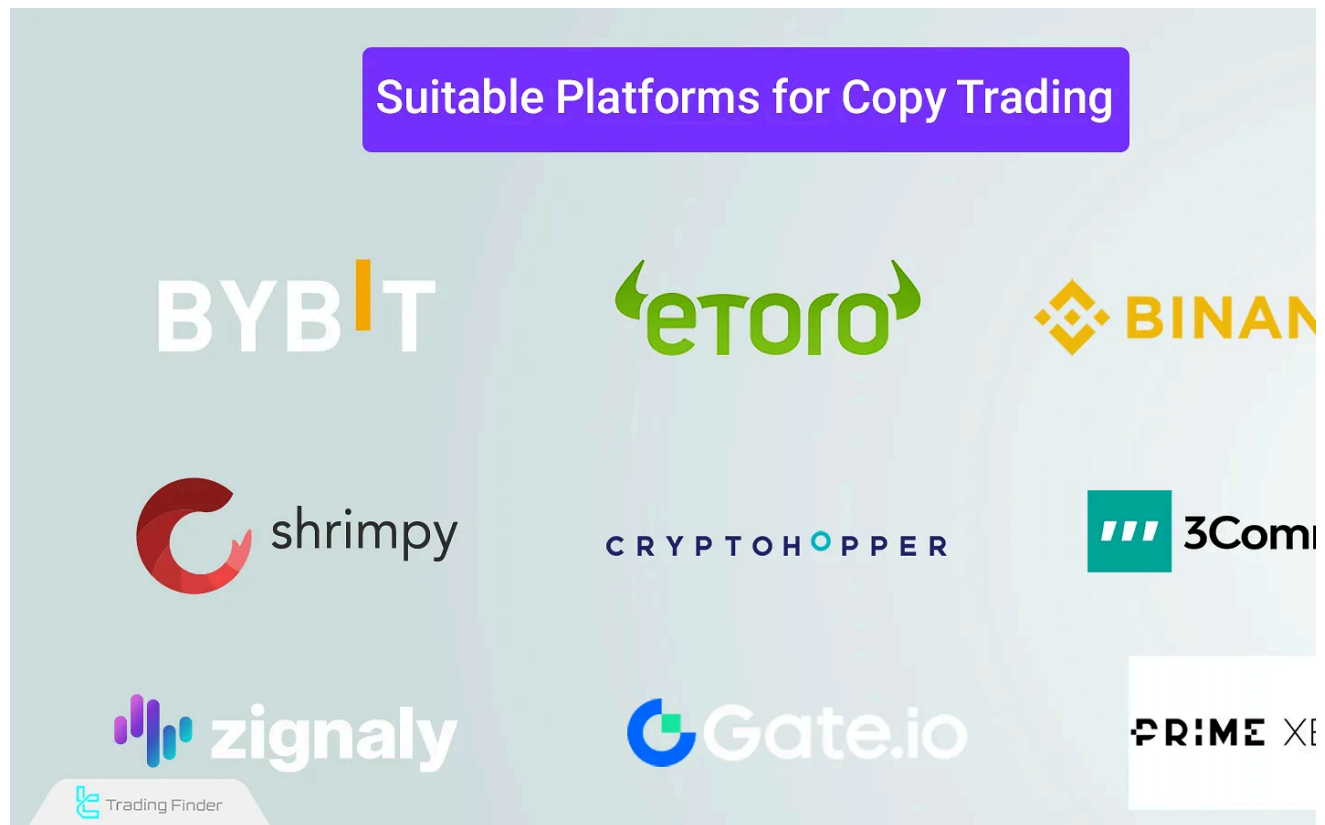 Suitable Platforms for Copy Trading
BYBIT
eToro
BINAN
shrimpy
CRYPTOHOPPER
3Comm
zignaly
Gate.io
PRIME XB
Trading Finder